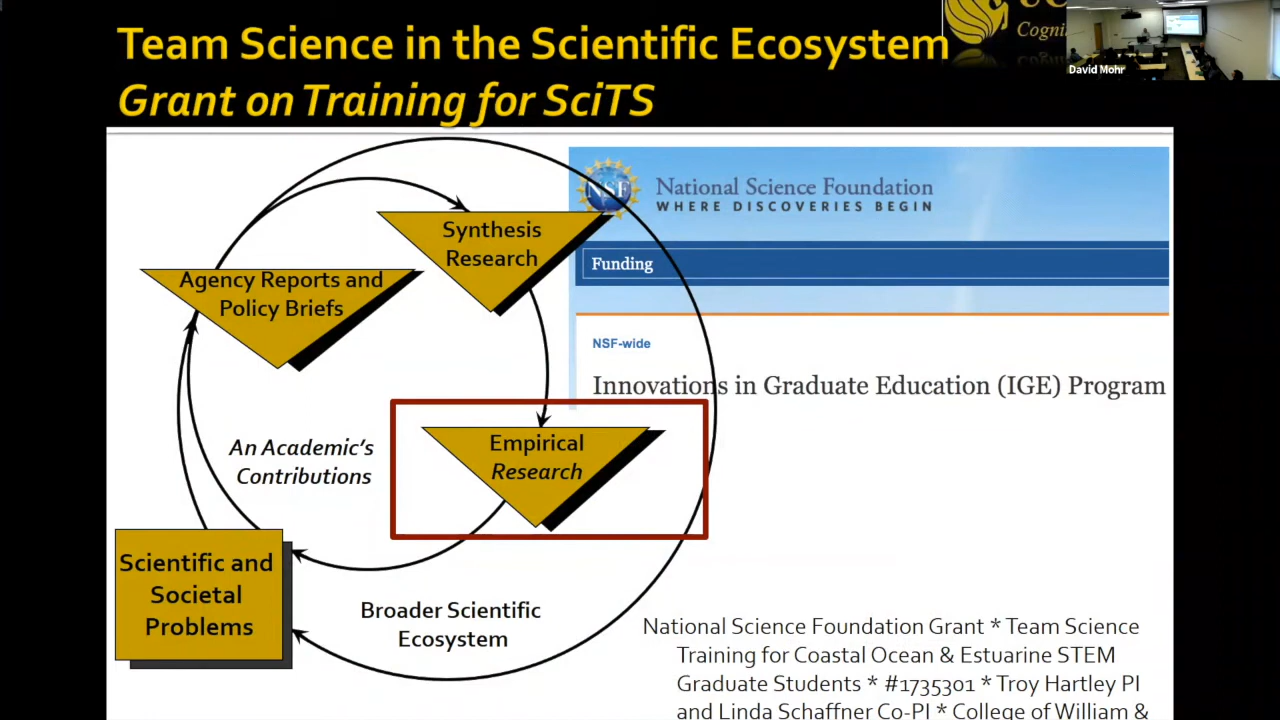 Team Science in the Scientific Ecosystem
Grant on Training for SciTS
David Mohr
NSF
National Science Foundation
WHERE DISCOVERIES BEGIN
Funding
NSF-wide
Innovations in Graduate Education (IGE) Program
Synthesis
Research
Agency Reports and
Policy Briefs
An Academic's
Contributions
Empirical
Research
Scientific and
Societal
Problems
Broader Scientific
Ecosystem
National Science Foundation Grant * Team Science
Training for Coastal Ocean & Estuarine STEM
Graduate Students * #1735301 * Troy Hartley PI
and Linda Schaffner Co-PI * College of William &